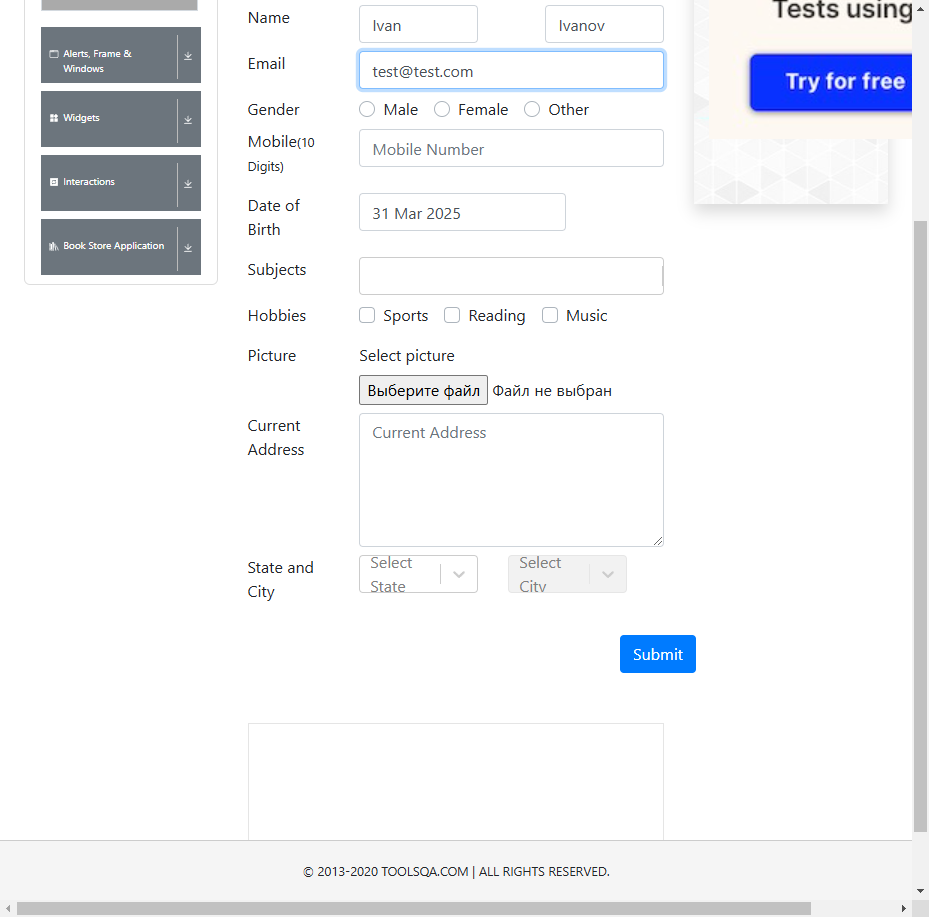 Tests using
Name
Ivan
Ivanov
Alerts, Frame &
Windows
Email
test@test.com
Try for free
Gender
Male
Female
Other
Widgets
Mobile(10
Digits)
Mobile Number
Interactions
Date of
Birth
31 Mar 2025
Book Store Application
Subjects
Hobbies
Sports
Reading
Music
Picture
Select picture
Выберите файл
Файл не выбран
Current
Address
Current Address
State and
City
Select
State
Select
City
Submit
© 2013-2020 TOOLSQA.COM | ALL RIGHTS RESERVED.